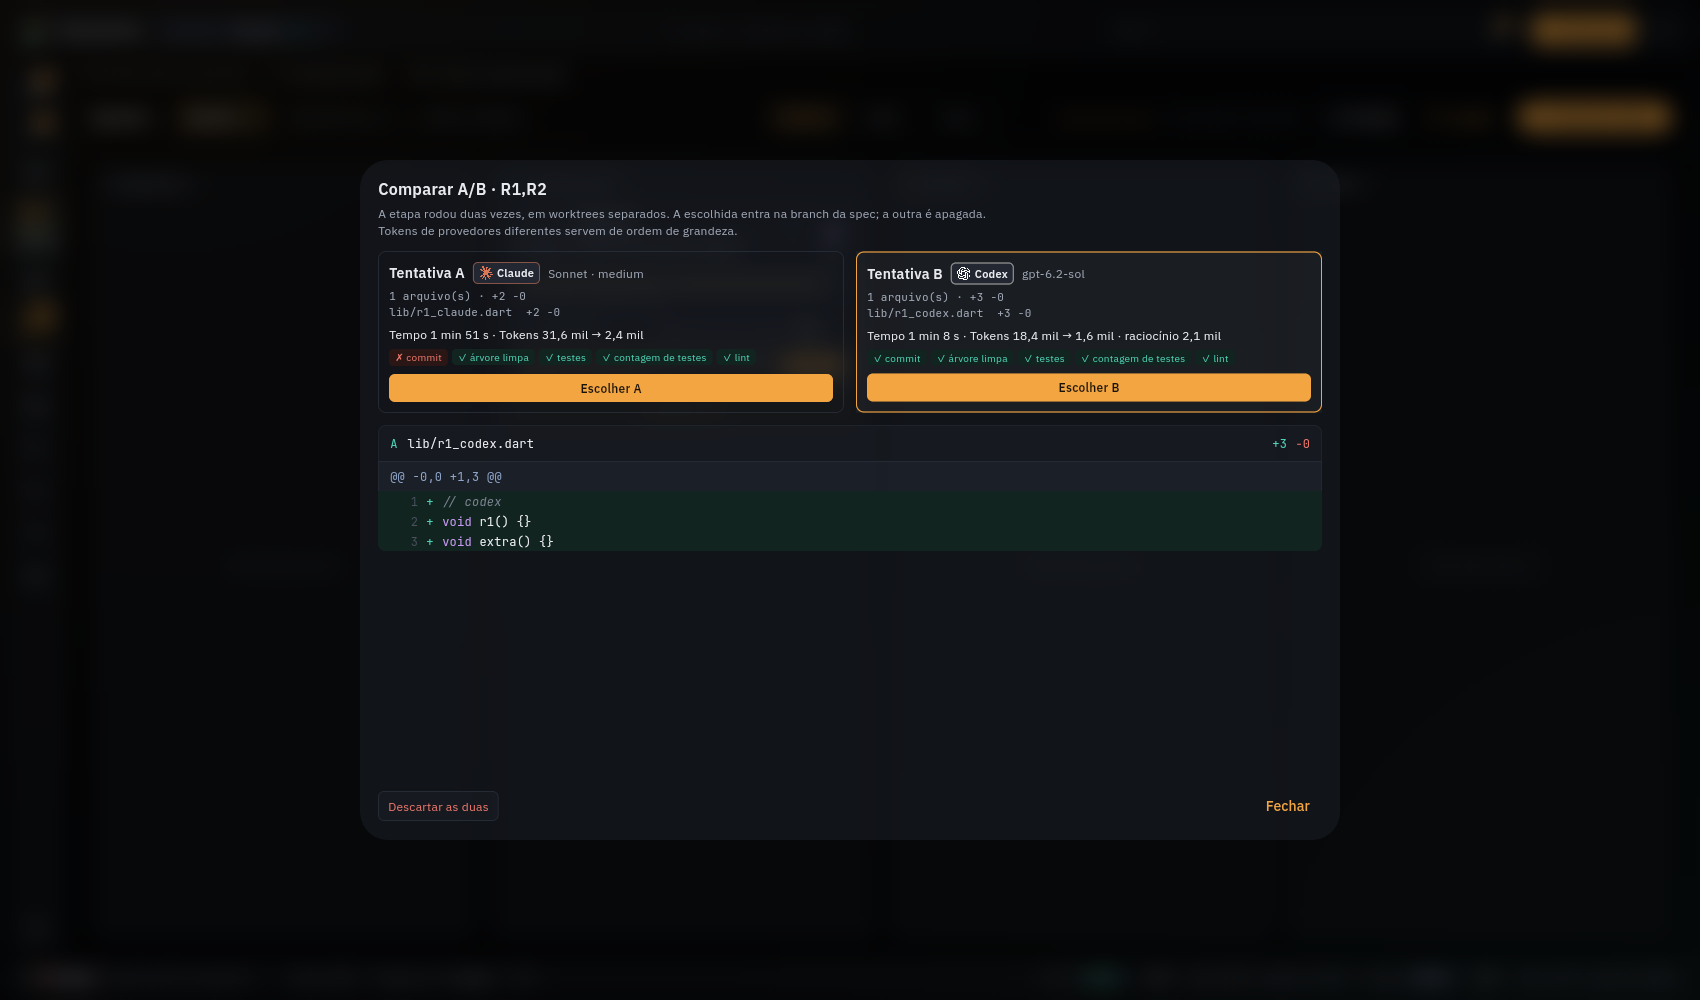 Comparar A/B · R1,R2
A etapa rodou duas vezes, em worktrees separados. A escolhida entra na branch da spec; a outra é apagada.
Tokens de provedores diferentes servem de ordem de grandeza.
Tentativa A Claude Sonnet · medium
1 arquivo(s) · +2 -0
lib/r1_claude.dart +2 -0
Tempo 1 min 51 s · Tokens 31,6 mil → 2,4 mil
✗ commit ✓ árvore limpa ✓ testes ✓ contagem de testes ✓ lint
Escolher A
Tentativa B Codex gpt-6.2-sol
1 arquivo(s) · +3 -0
lib/r1_codex.dart +3 -0
Tempo 1 min 8 s · Tokens 18,4 mil → 1,6 mil · raciocínio 2,1 mil
✓ commit ✓ árvore limpa ✓ testes ✓ contagem de testes ✓ lint
Escolher B
A lib/r1_codex.dart +3 -0
@@ -0,0 +1,3 @@
1 + // codex
2 + void r1() {}
3 + void extra() {}
Descartar as duas
Fechar